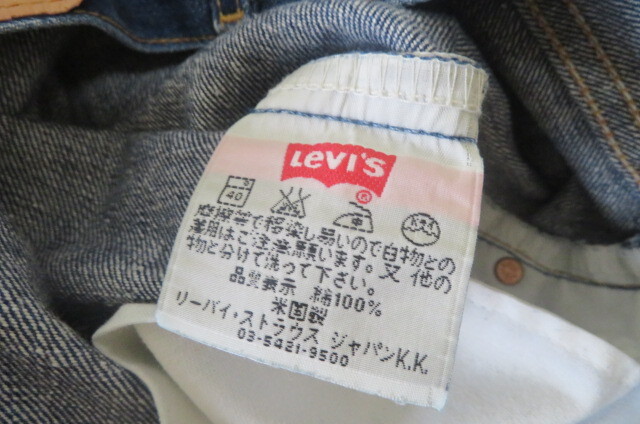 Levi's
R
40
摩擦等で移染し易いので白物との
着用はご注意願います。又 他の
物と分けて洗って下さい。
品質表示 綿100%
米国製
リーバイ・ストラウス ジャパンK.K.
03-5421-9500